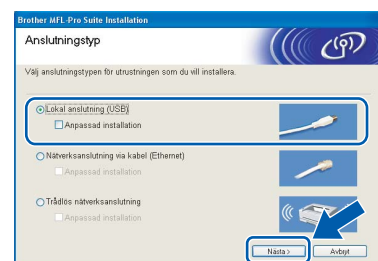 Brother MFL-Pro Suite Installation
Anslutningstyp
Välj anslutningstypen för utrustningen som du vill installera.
Lokal anslutning (USB)
Anpassad installation
Nätverksanslutning via kabel (Ethernet)
Anpassad installation
Trådlös nätverksanslutning
Anpassad installation
Nästa >
Avbryt